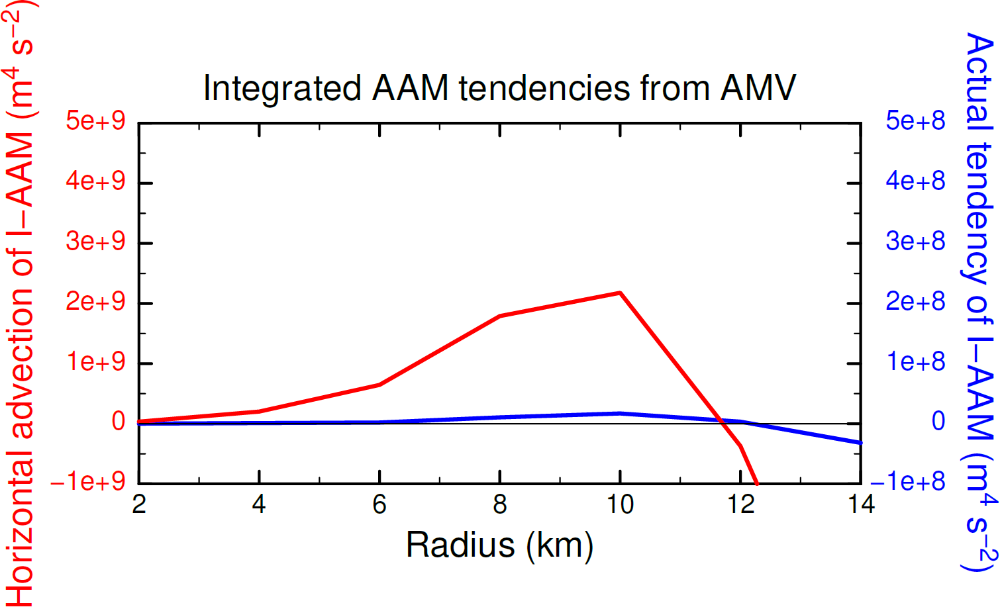 Integrated AAM tendencies from AMV
Horizontal advection of I−AAM (m⁴ s⁻²)
5e+9
4e+9
3e+9
2e+9
1e+9
0
−1e+9
5e+8
4e+8
3e+8
2e+8
1e+8
0
−1e+8
Actual tendency of I−AAM (m⁴ s⁻²)
2 4 6 8 10 12 14
Radius (km)